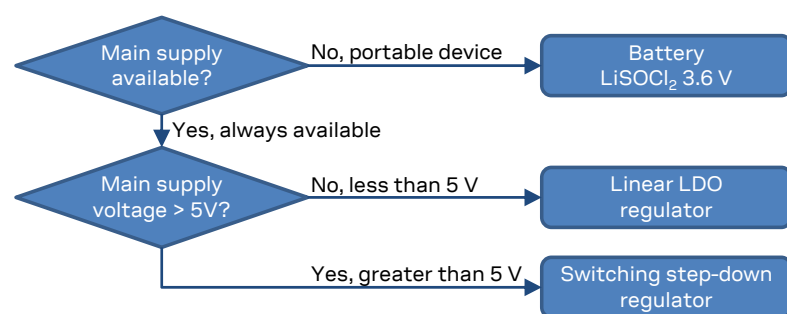 Main supply
available?
No, portable device
Battery
LiSOCl₂ 3.6 V
Yes, always available
Main supply
voltage > 5V?
No, less than 5 V
Linear LDO
regulator
Yes, greater than 5 V
Switching step-down
regulator